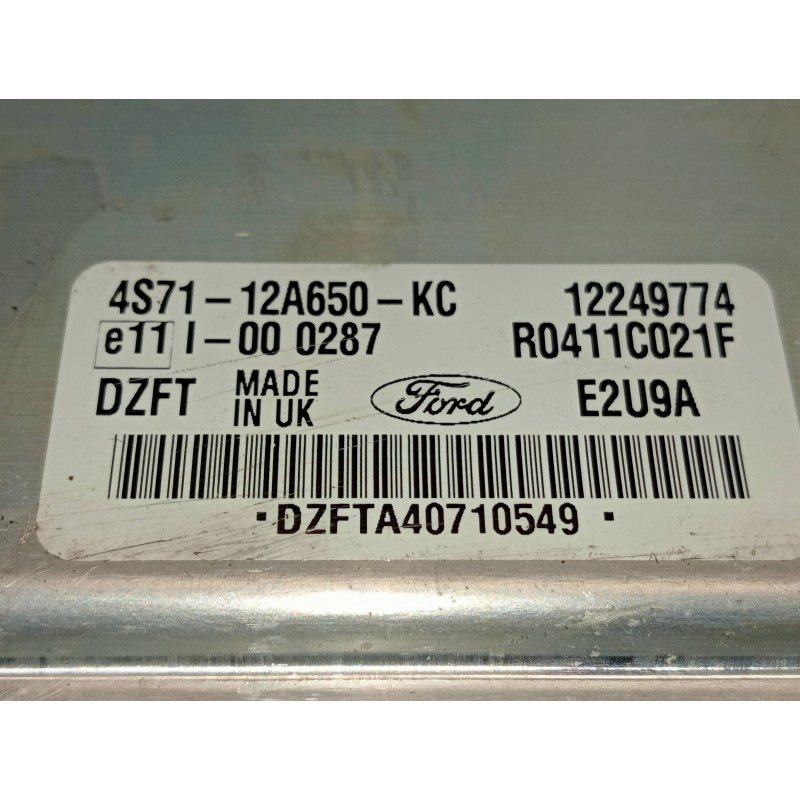 4S71-12A650-KC 12249774
e11 I-00 0287 R0411C021F
DZFT MADE IN UK Ford E2U9A
·DZFTA40710549·